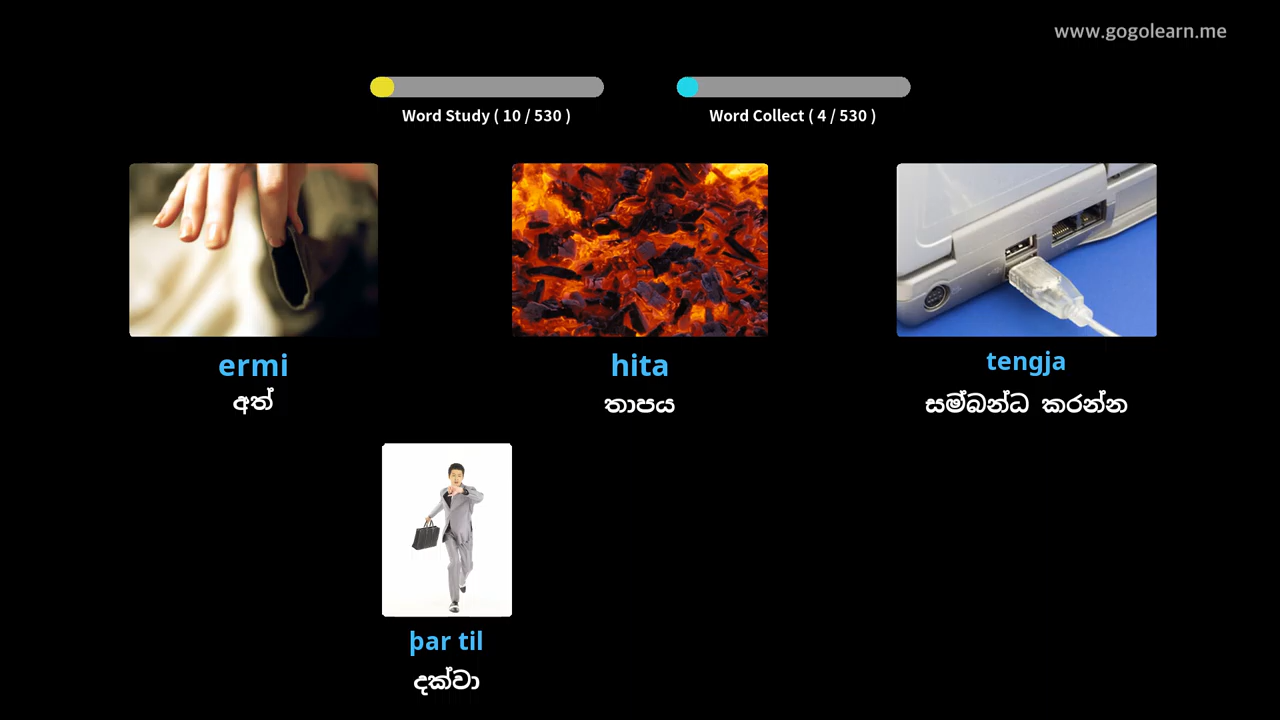 www.gogolearn.me
Word Study ( 10 / 530 )
Word Collect ( 4 / 530 )
ermi
අත්
hita
තාපය
tengja
සම්බන්ධ කරන්න
þar til
දක්වා